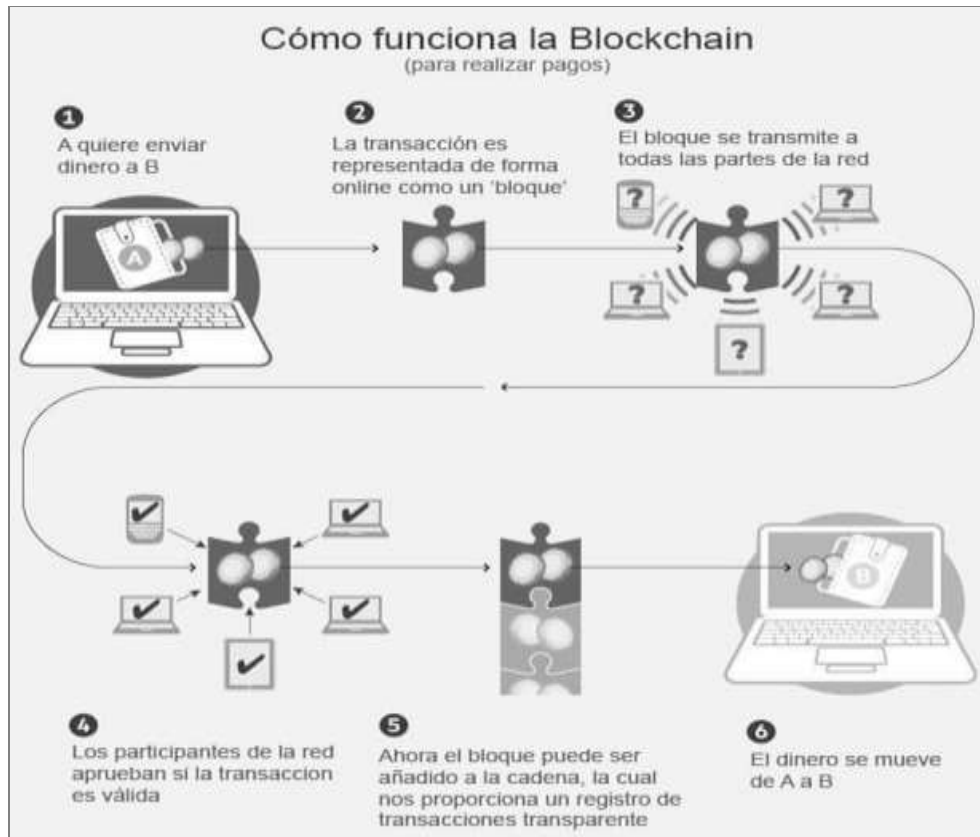 Cómo funciona la Blockchain
(para realizar pagos)
1
A quiere enviar
dinero a B
2
La transacción es
representada de forma
online como un 'bloque'
3
El bloque se transmite a
todas las partes de la red
A
?
?
?
?
?
B
4
Los participantes de la red
aprueban si la transaccion
es válida
5
Ahora el bloque puede ser
añadido a la cadena, la cual
nos proporciona un registro de
transacciones transparente
6
El dinero se mueve
de A a B